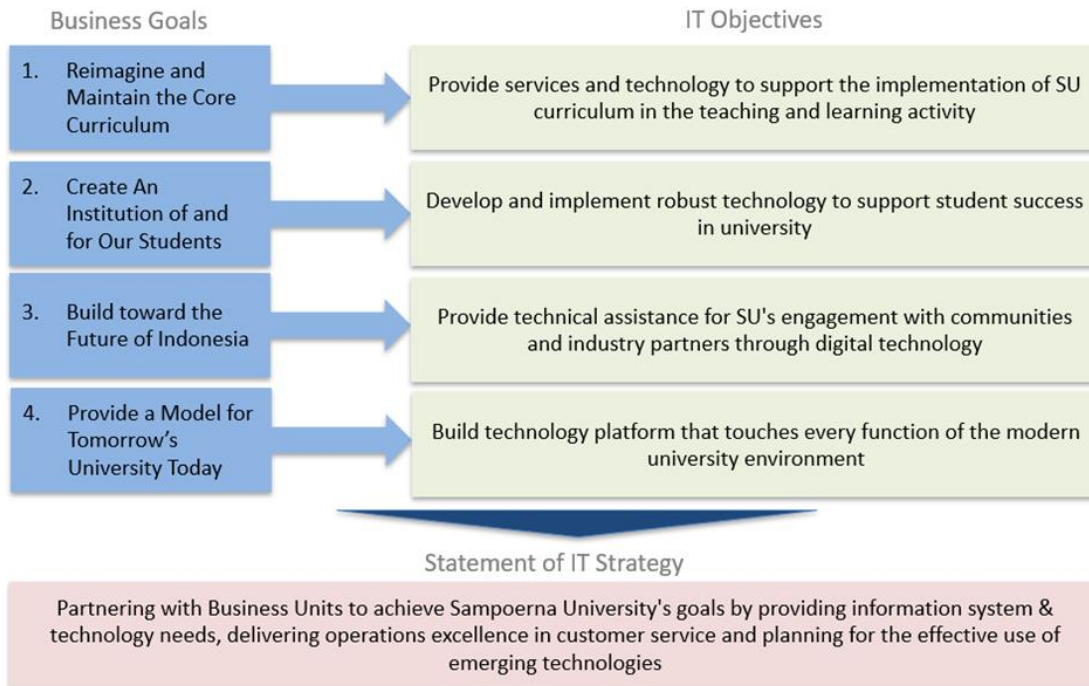 Business Goals
IT Objectives
1. Reimagine and
Maintain the Core
Curriculum
Provide services and technology to support the implementation of SU
curriculum in the teaching and learning activity
2. Create An
Institution of and
for Our Students
Develop and implement robust technology to support student success
in university
3. Build toward the
Future of Indonesia
Provide technical assistance for SU's engagement with communities
and industry partners through digital technology
4. Provide a Model for
Tomorrow’s
University Today
Build technology platform that touches every function of the modern
university environment
Statement of IT Strategy
Partnering with Business Units to achieve Sampoerna University's goals by providing information system &
technology needs, delivering operations excellence in customer service and planning for the effective use of
emerging technologies